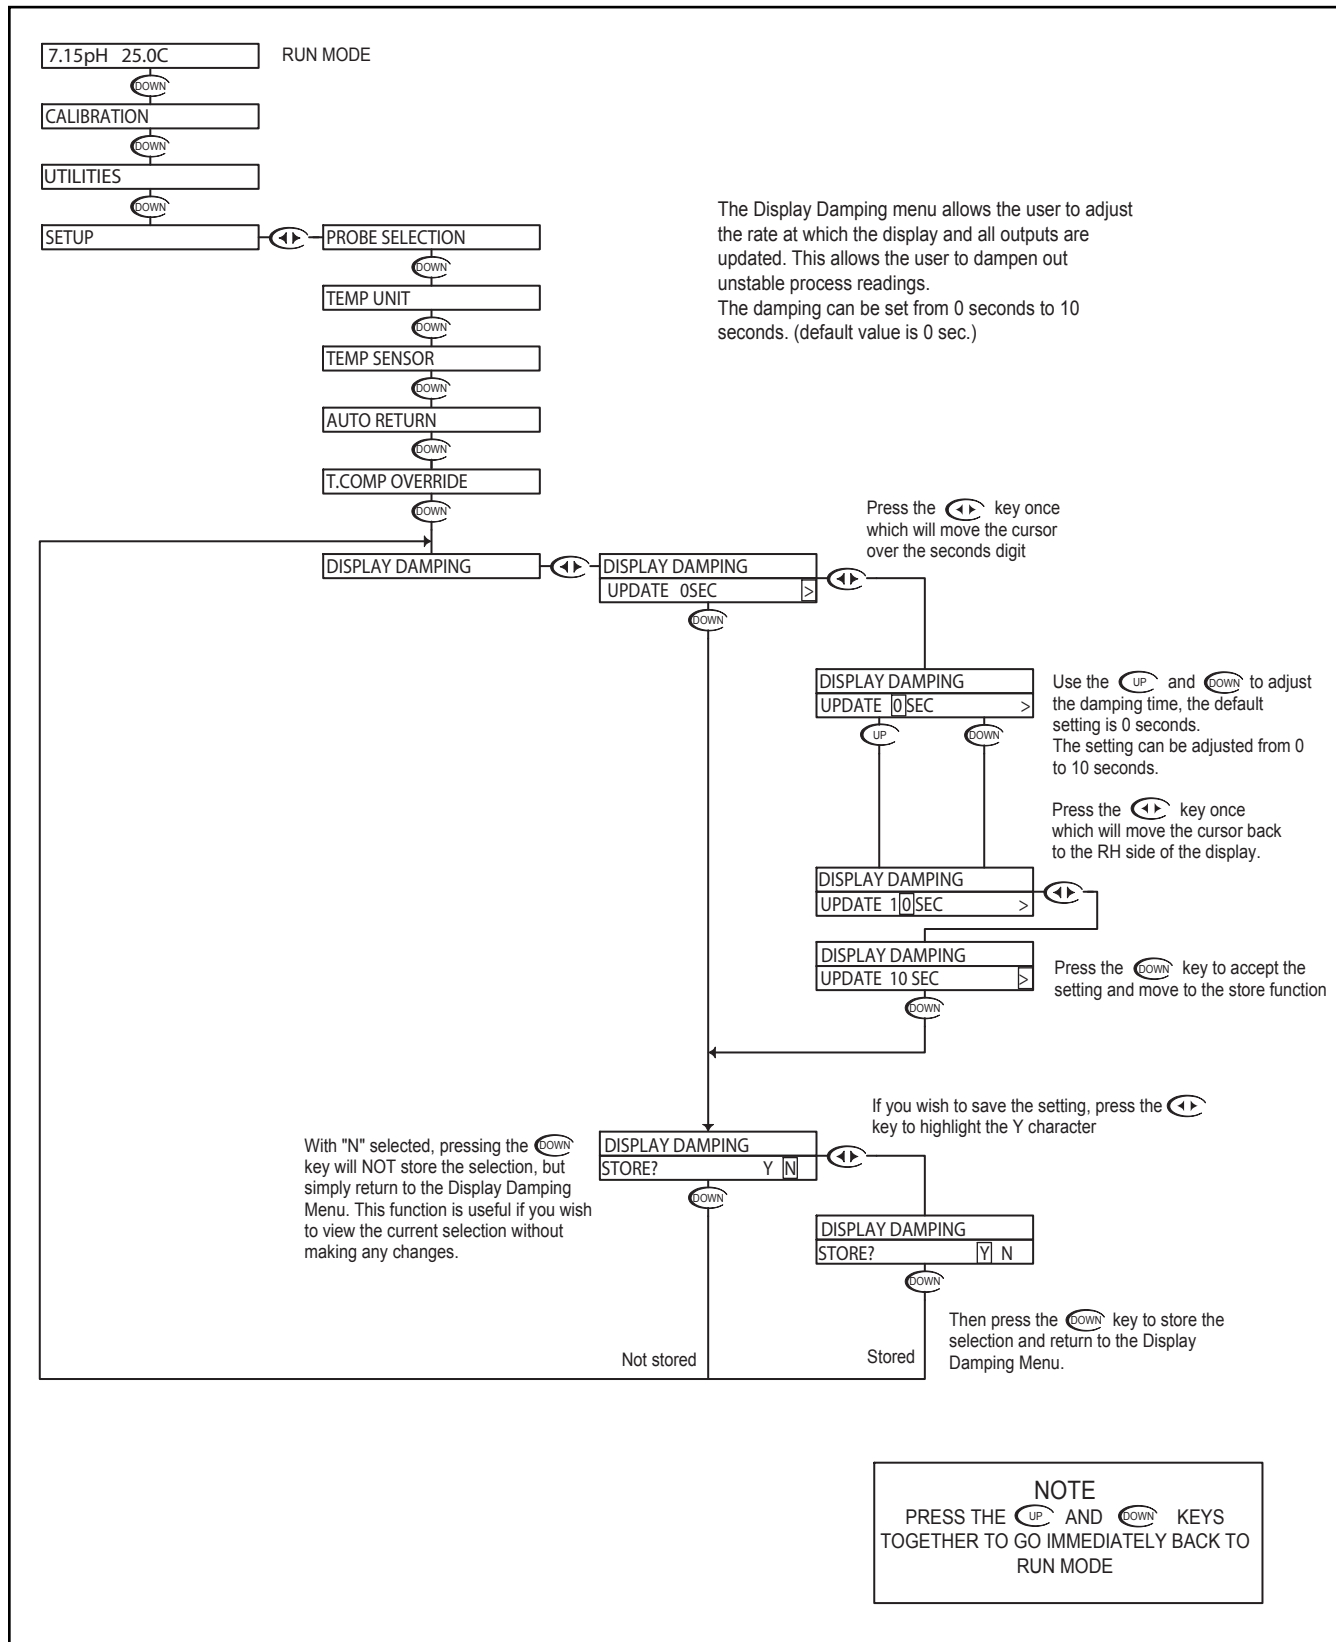 7.15pH 25.0C
RUN MODE
DOWN
CALIBRATION
DOWN
UTILITIES
DOWN
SETUP
PROBE SELECTION
DOWN
TEMP UNIT
DOWN
TEMP SENSOR
DOWN
AUTO RETURN
DOWN
T.COMP OVERRIDE
DOWN
DISPLAY DAMPING
The Display Damping menu allows the user to adjust
the rate at which the display and all outputs are
updated. This allows the user to dampen out
unstable process readings.
The damping can be set from 0 seconds to 10
seconds. (default value is 0 sec.)
DISPLAY DAMPING
UPDATE 0SEC >
DOWN
Press the key once
which will move the cursor
over the seconds digit
DISPLAY DAMPING
UPDATE 0 SEC >
UP DOWN
Use the UP and DOWN to adjust
the damping time, the default
setting is 0 seconds.
The setting can be adjusted from 0
to 10 seconds.
Press the key once
which will move the cursor back
to the RH side of the display.
DISPLAY DAMPING
UPDATE 10SEC >
DISPLAY DAMPING
UPDATE 10 SEC >
DOWN
Press the DOWN key to accept the
setting and move to the store function
If you wish to save the setting, press the
key to highlight the Y character
With "N" selected, pressing the DOWN
key will NOT store the selection, but
simply return to the Display Damping
Menu. This function is useful if you wish
to view the current selection without
making any changes.
DISPLAY DAMPING
STORE? Y N
DOWN
DISPLAY DAMPING
STORE? Y N
DOWN
Then press the DOWN key to store the
selection and return to the Display
Damping Menu.
Not stored
Stored
NOTE
PRESS THE UP AND DOWN KEYS
TOGETHER TO GO IMMEDIATELY BACK TO
RUN MODE